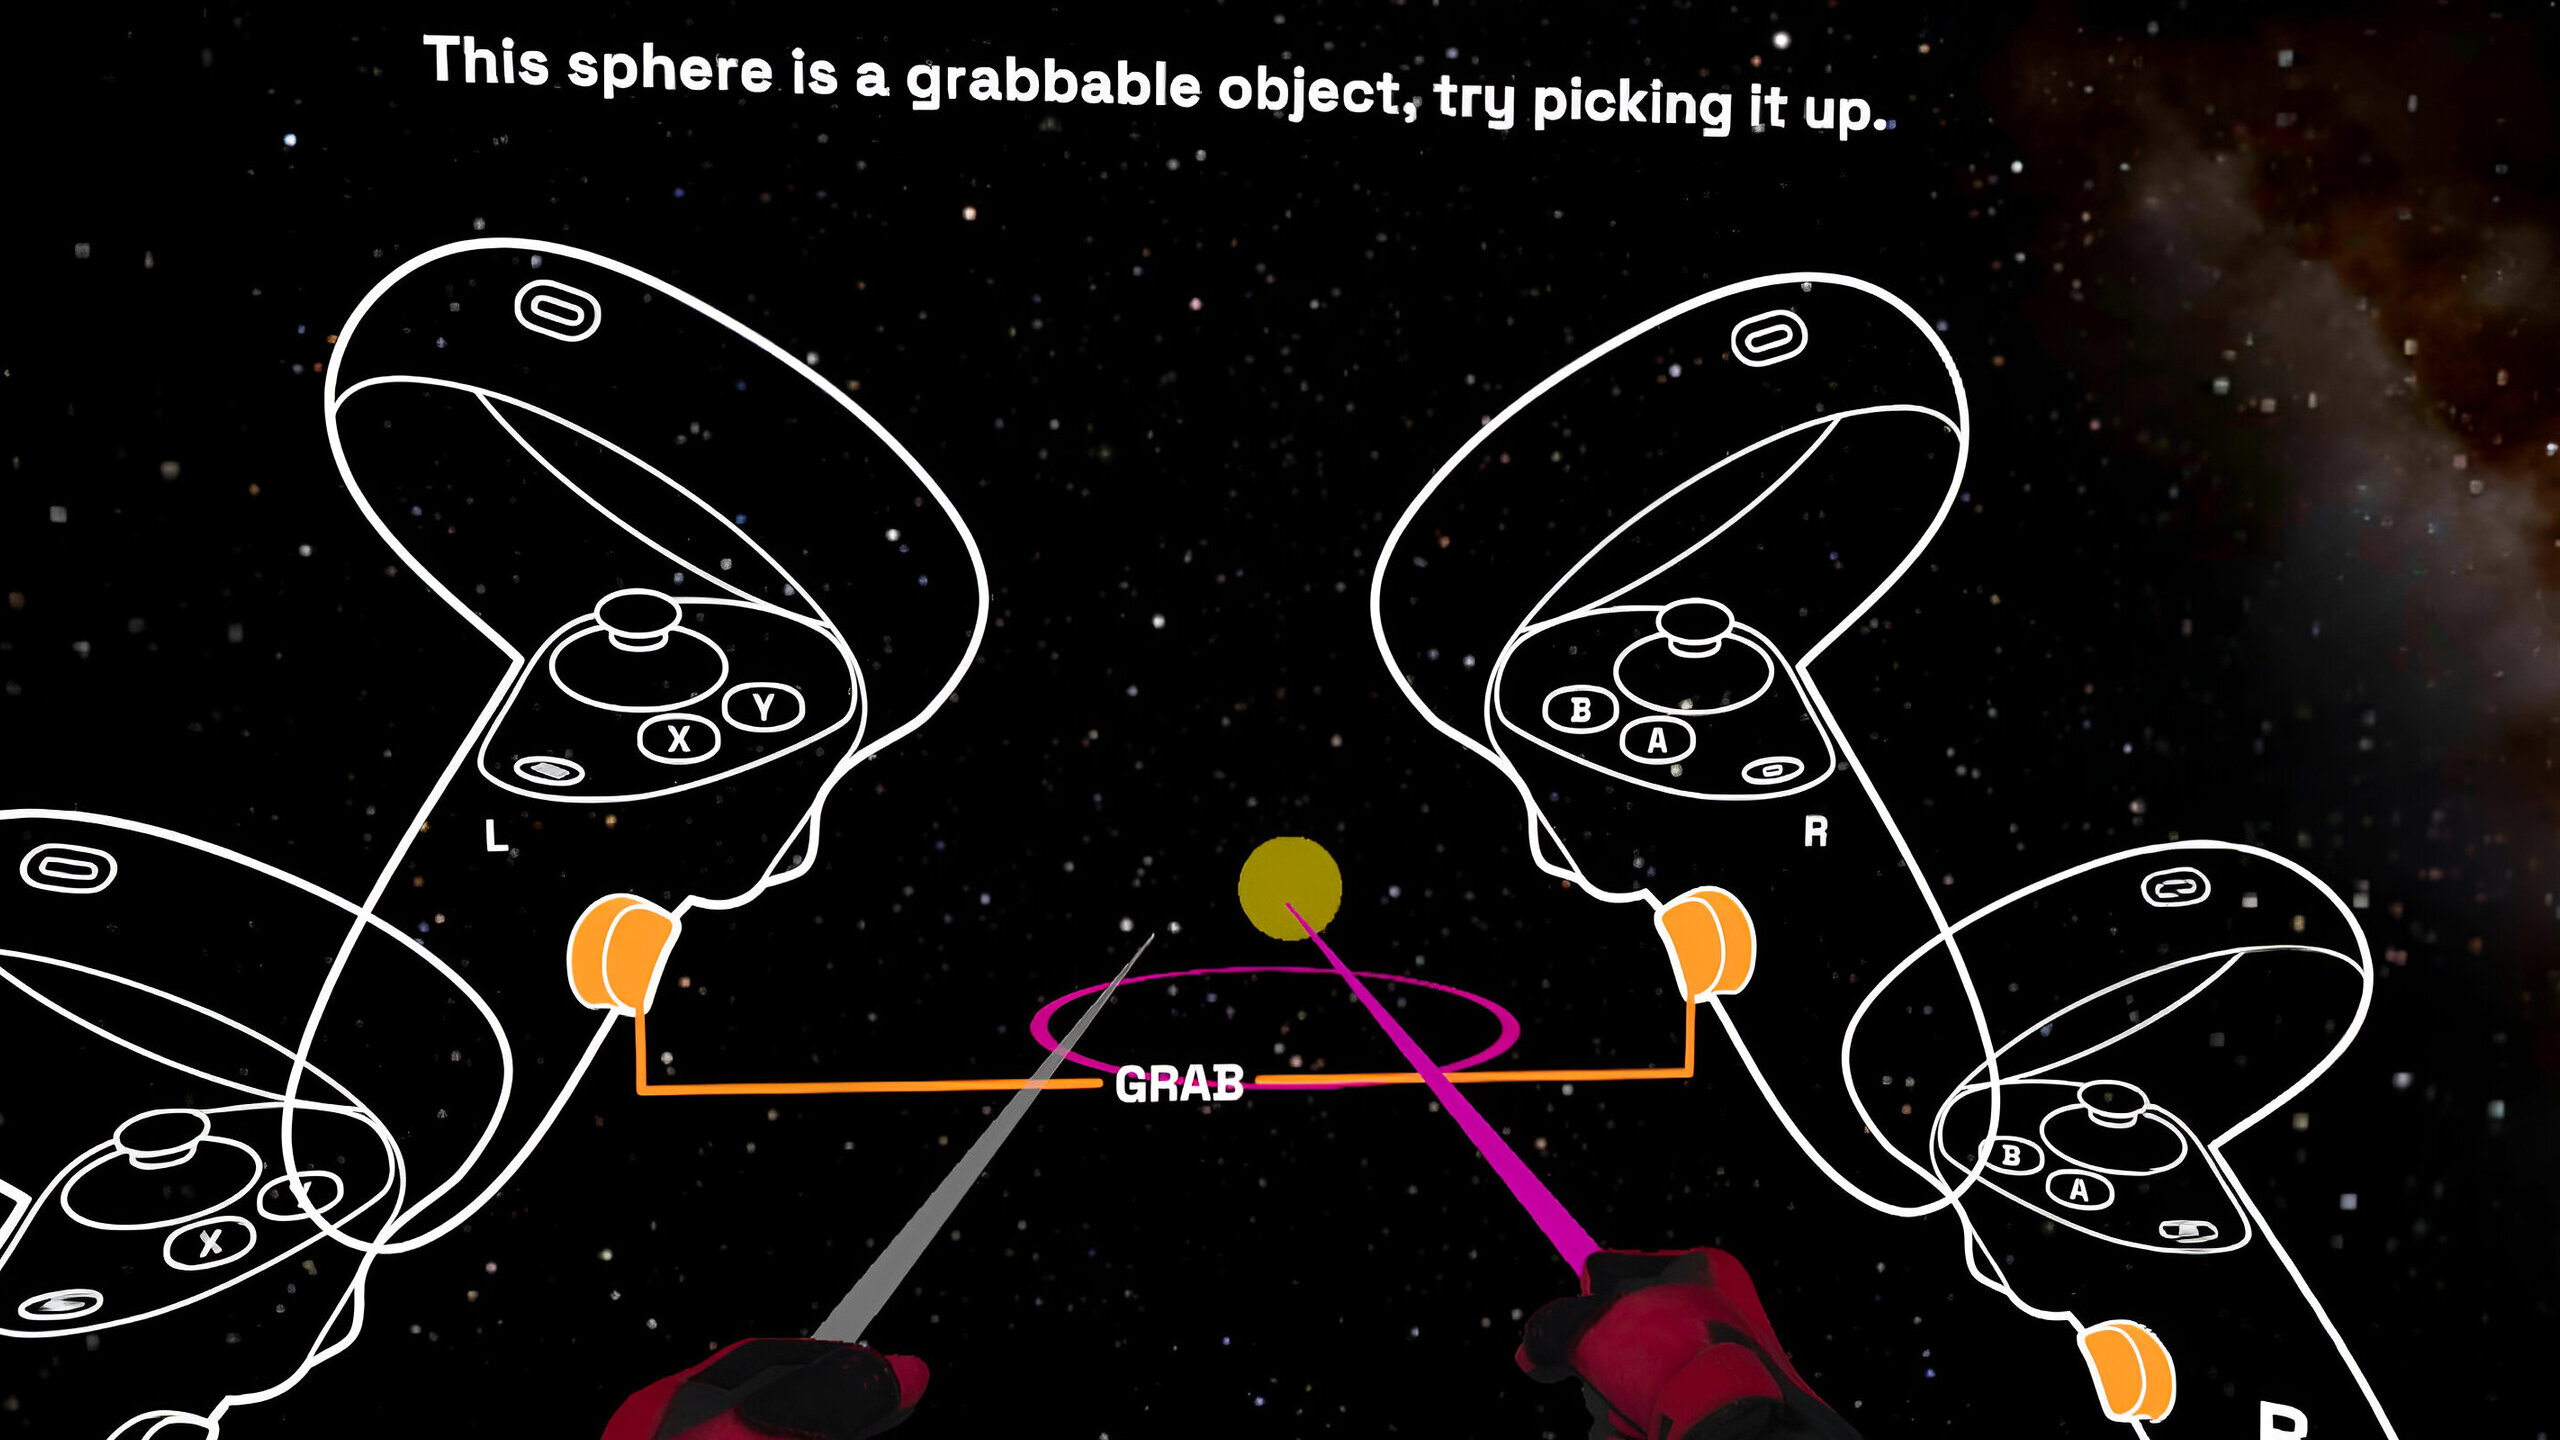 This sphere is a grabbable object, try picking it up.
Y
X
B
A
L
R
GRAB
X
B
A
R